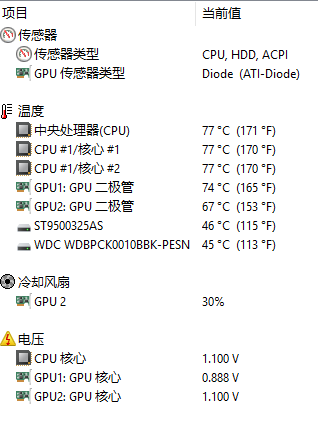 项目 当前值
传感器
传感器类型 CPU, HDD, ACPI
GPU 传感器类型 Diode (ATI-Diode)
温度
中央处理器(CPU) 77 °C (171 °F)
CPU #1/核心 #1 77 °C (170 °F)
CPU #1/核心 #2 77 °C (170 °F)
GPU1: GPU 二极管 74 °C (165 °F)
GPU2: GPU 二极管 67 °C (153 °F)
ST9500325AS 46 °C (115 °F)
WDC WDBPCK0010BBK-PESN 45 °C (113 °F)
冷却风扇
GPU 2 30%
电压
CPU 核心 1.100 V
GPU1: GPU 核心 0.888 V
GPU2: GPU 核心 1.100 V